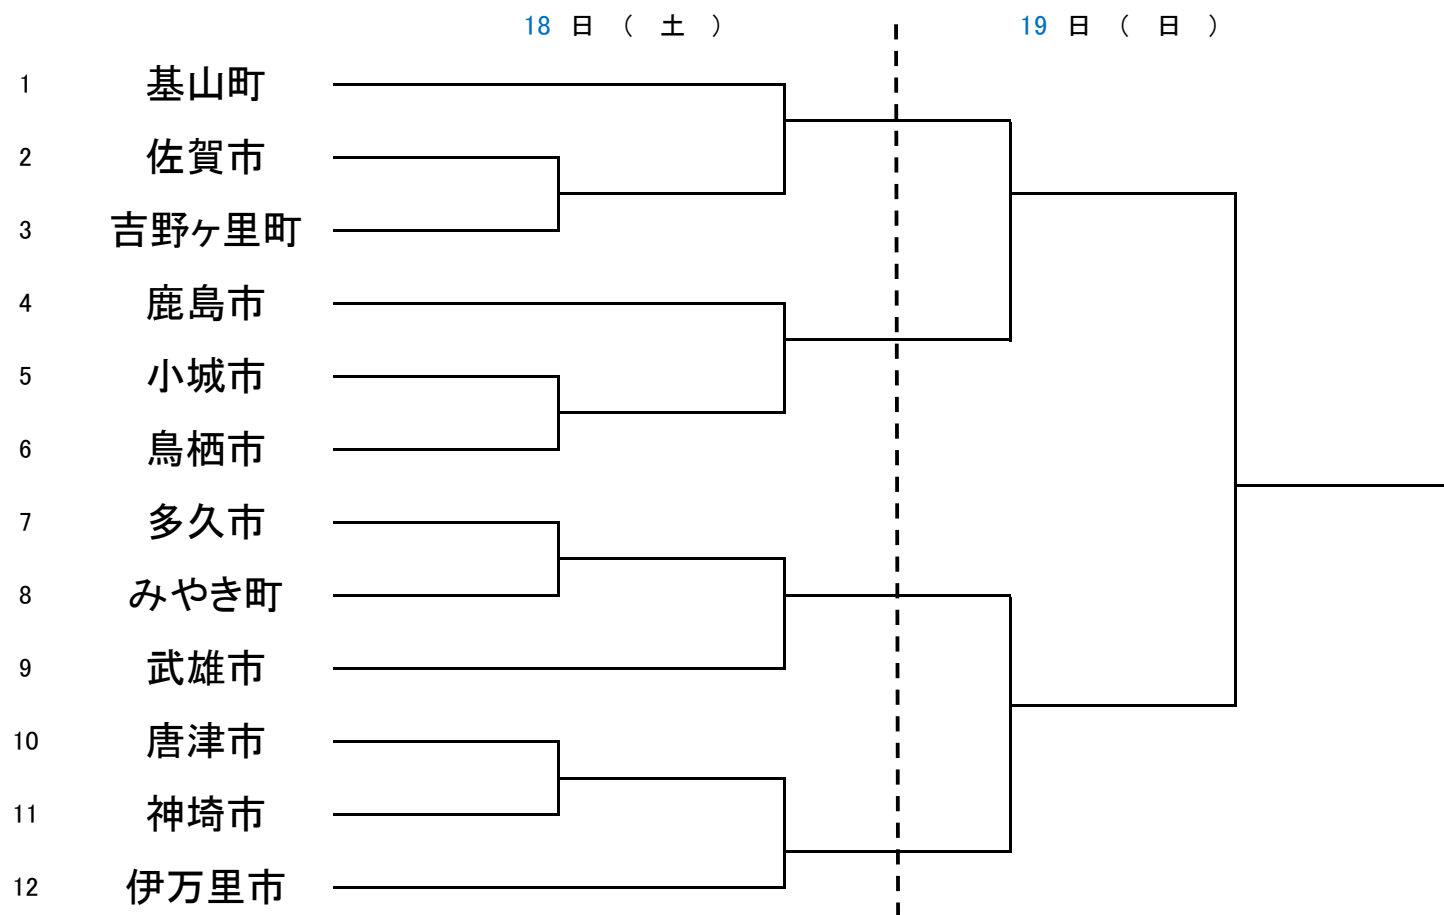 18 日 ( 土 ) 19 日 ( 日 )
1 基山町
2 佐賀市
3 吉野ヶ里町
4 鹿島市
5 小城市
6 鳥栖市
7 多久市
8 みやき町
9 武雄市
10 唐津市
11 神埼市
12 伊万里市